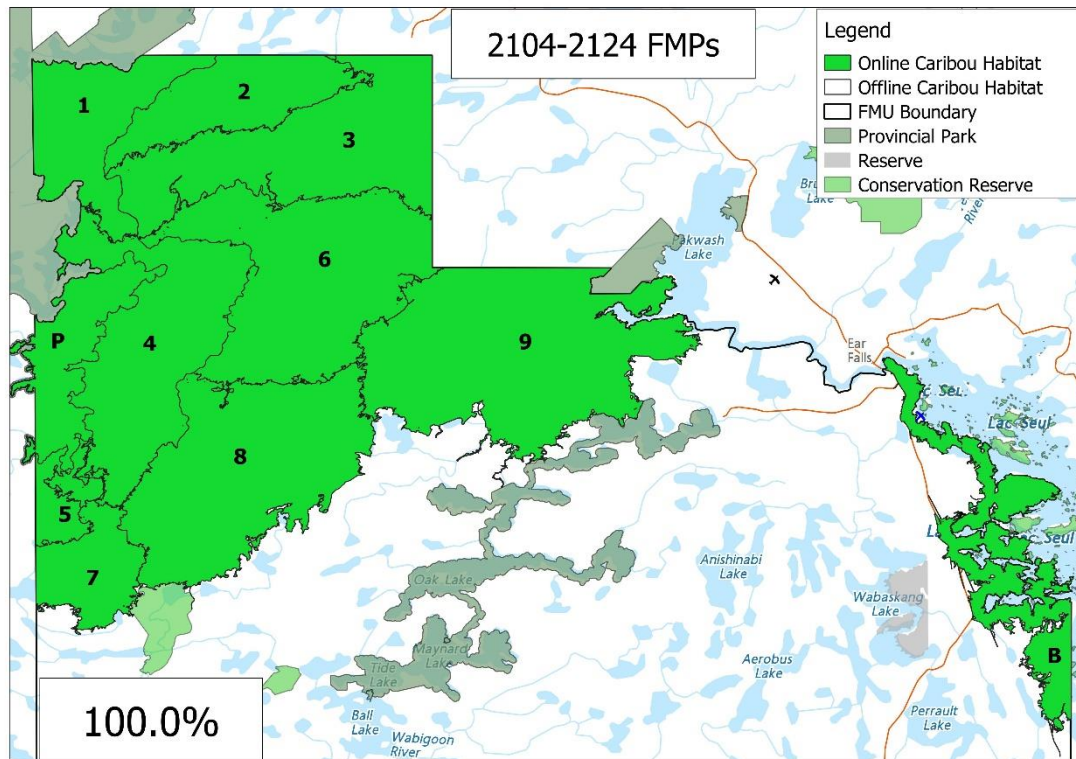 2104-2124 FMPs
Legend
Online Caribou Habitat
Offline Caribou Habitat
FMU Boundary
Provincial Park
Reserve
Conservation Reserve
1
2
3
Lake
River
Pakwash
Lake
6
P
4
9
Ear
Falls
Lac Seul
8
5
7
Anishinabi
Lake
Oak Lake
Wabaskang
Lake
Maynard
Lake
Tide
Lake
Aerobus
Lake
B
Ball
Lake
Perrault
Lake
Wabigoon
River
100.0%